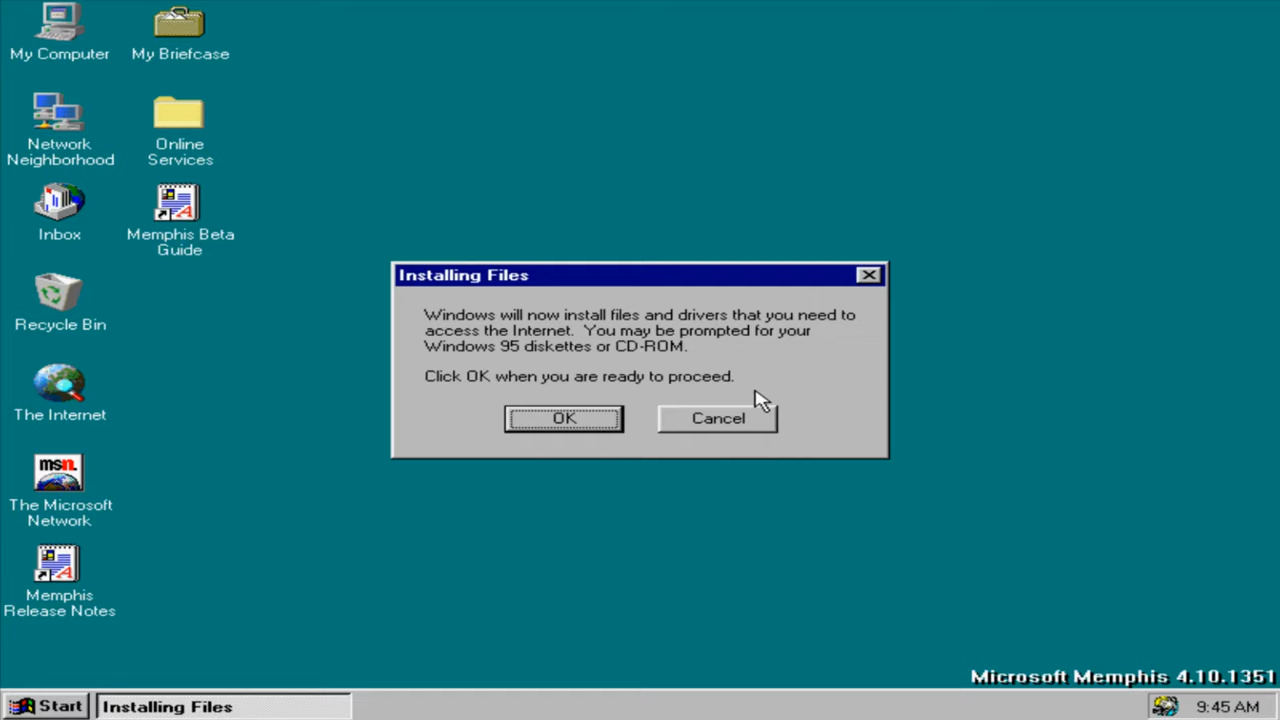 My Computer
My Briefcase
Network
Neighborhood
Online
Services
Inbox
Memphis Beta
Guide
Recycle Bin
The Internet
msn.
The Microsoft
Network
Memphis
Release Notes
Installing Files
Windows will now install files and drivers that you need to
access the Internet. You may be prompted for your
Windows 95 diskettes or CD-ROM.
Click OK when you are ready to proceed.
OK
Cancel
Microsoft Memphis 4.10.1351
Start
Installing Files
9:45 AM